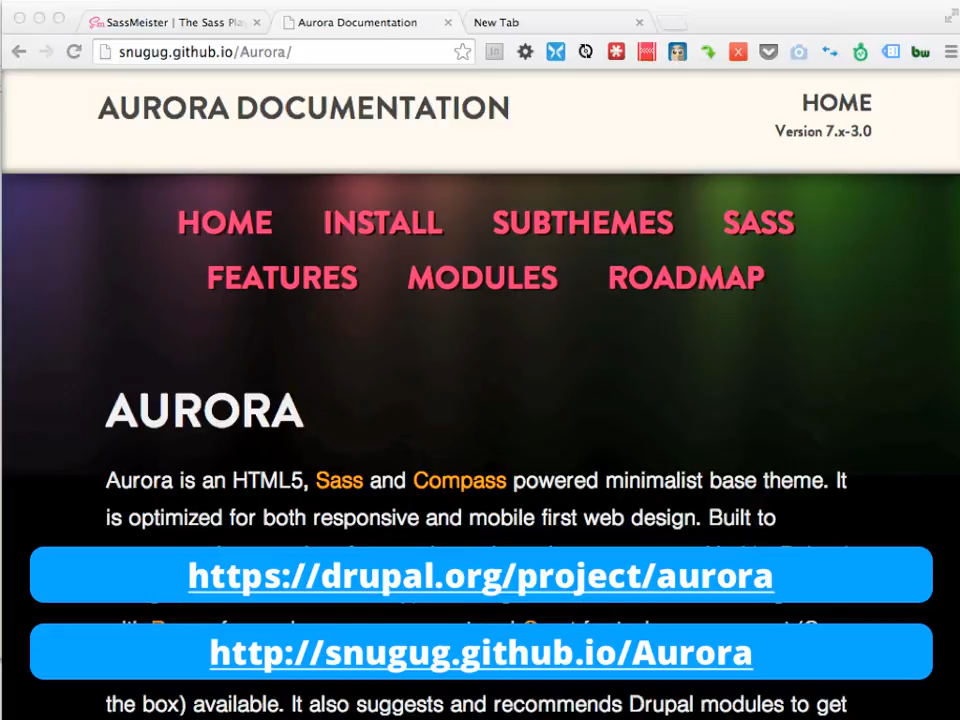 SassMeister | The Sass Pla
Aurora Documentation
New Tab
snugug.github.io/Aurora/
bw
AURORA DOCUMENTATION
HOME
Version 7.x-3.0
HOME INSTALL SUBTHEMES SASS
FEATURES MODULES ROADMAP
AURORA
Aurora is an HTML5, Sass and Compass powered minimalist base theme. It
is optimized for both responsive and mobile first web design. Built to
https://drupal.org/project/aurora
http://snugug.github.io/Aurora
the box) available. It also suggests and recommends Drupal modules to get